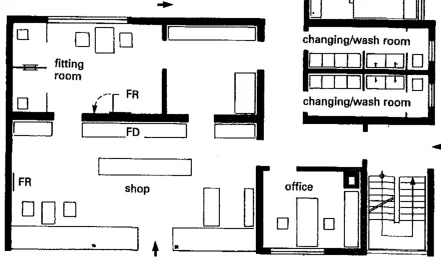 changing/wash room
fitting
room
FR
changing/wash room
FD
FR
shop
office